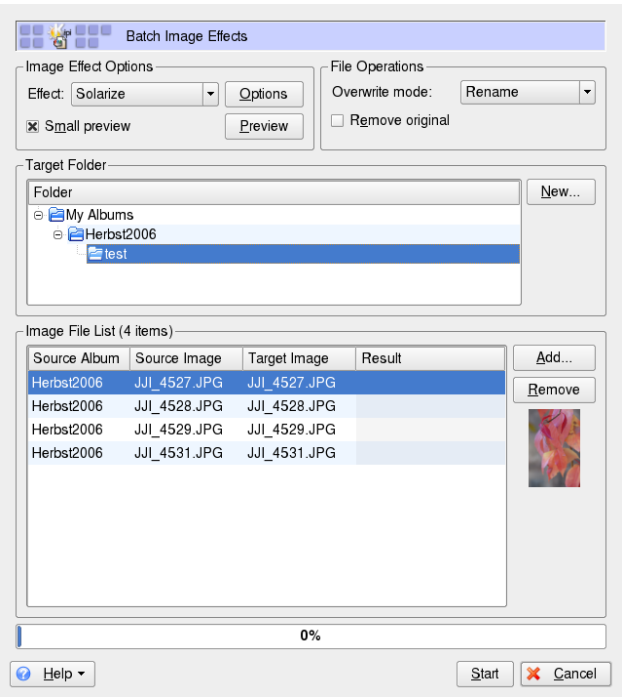 Batch Image Effects
Image Effect Options
Effect: Solarize Options
Small preview Preview
File Operations
Overwrite mode: Rename
Remove original
Target Folder
Folder
My Albums
Herbst2006
test
New...
Image File List (4 items)
Source Album Source Image Target Image Result
Herbst2006 JJI_4527.JPG JJI_4527.JPG
Herbst2006 JJI_4528.JPG JJI_4528.JPG
Herbst2006 JJI_4529.JPG JJI_4529.JPG
Herbst2006 JJI_4531.JPG JJI_4531.JPG
Add...
Remove
0%
Help Start Cancel